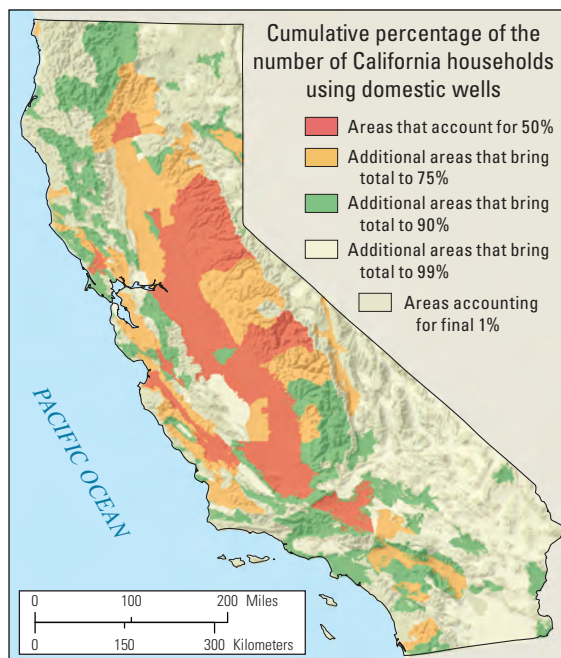 Cumulative percentage of the
number of California households
using domestic wells
Areas that account for 50%
Additional areas that bring
total to 75%
Additional areas that bring
total to 90%
Additional areas that bring
total to 99%
Areas accounting
for final 1%
PACIFIC OCEAN
0 100 200 Miles
0 150 300 Kilometers